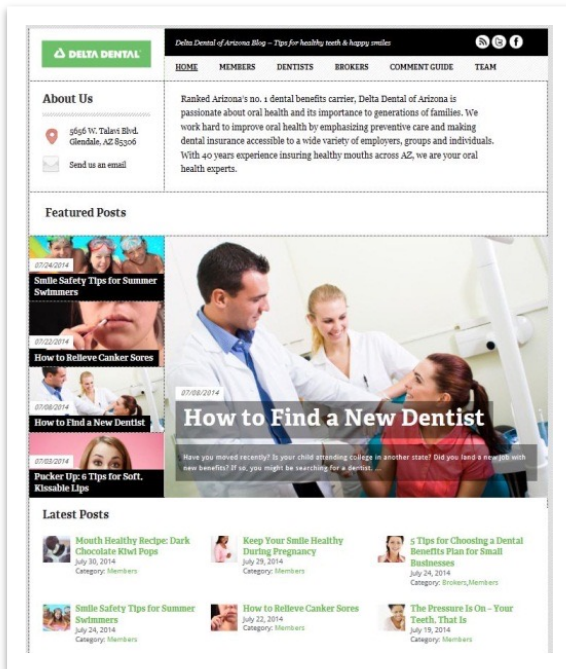 DELTA DENTAL
Delta Dental of Arizona Blog – Tips for healthy teeth & happy smiles
HOME MEMBERS DENTISTS BROKERS COMMENT GUIDE TEAM
About Us
5656 W. Talavi Blvd.
Glendale, AZ 85306
Send us an email
Ranked Arizona's no. 1 dental benefits carrier, Delta Dental of Arizona is
passionate about oral health and its importance to generations of families. We
work hard to improve oral health by emphasizing preventive care and making
dental insurance accessible to a wide variety of employers, groups and individuals.
With 40 years experience insuring healthy mouths across AZ, we are your oral
health experts.
Featured Posts
07/24/2014
Smile Safety Tips for Summer
Swimmers
07/22/2014
How to Relieve Canker Sores
07/08/2014
How to Find a New Dentist
07/03/2014
Pucker Up: 6 Tips for Soft,
Kissable Lips
07/08/2014
How to Find a New Dentist
Have you moved recently? Is your child attending college in another state? Did you land a new job with
new benefits? If so, you might be searching for a dentist. ...
Latest Posts
Mouth Healthy Recipe: Dark
Chocolate Kiwi Pops
July 30, 2014
Category: Members
Keep Your Smile Healthy
During Pregnancy
July 29, 2014
Category: Members
5 Tips for Choosing a Dental
Benefits Plan for Small
Businesses
July 24, 2014
Category: Brokers,Members
Smile Safety Tips for Summer
Swimmers
July 24, 2014
Category: Members
How to Relieve Canker Sores
July 22, 2014
Category: Members
The Pressure Is On – Your
Teeth, That Is
July 19, 2014
Category: Members